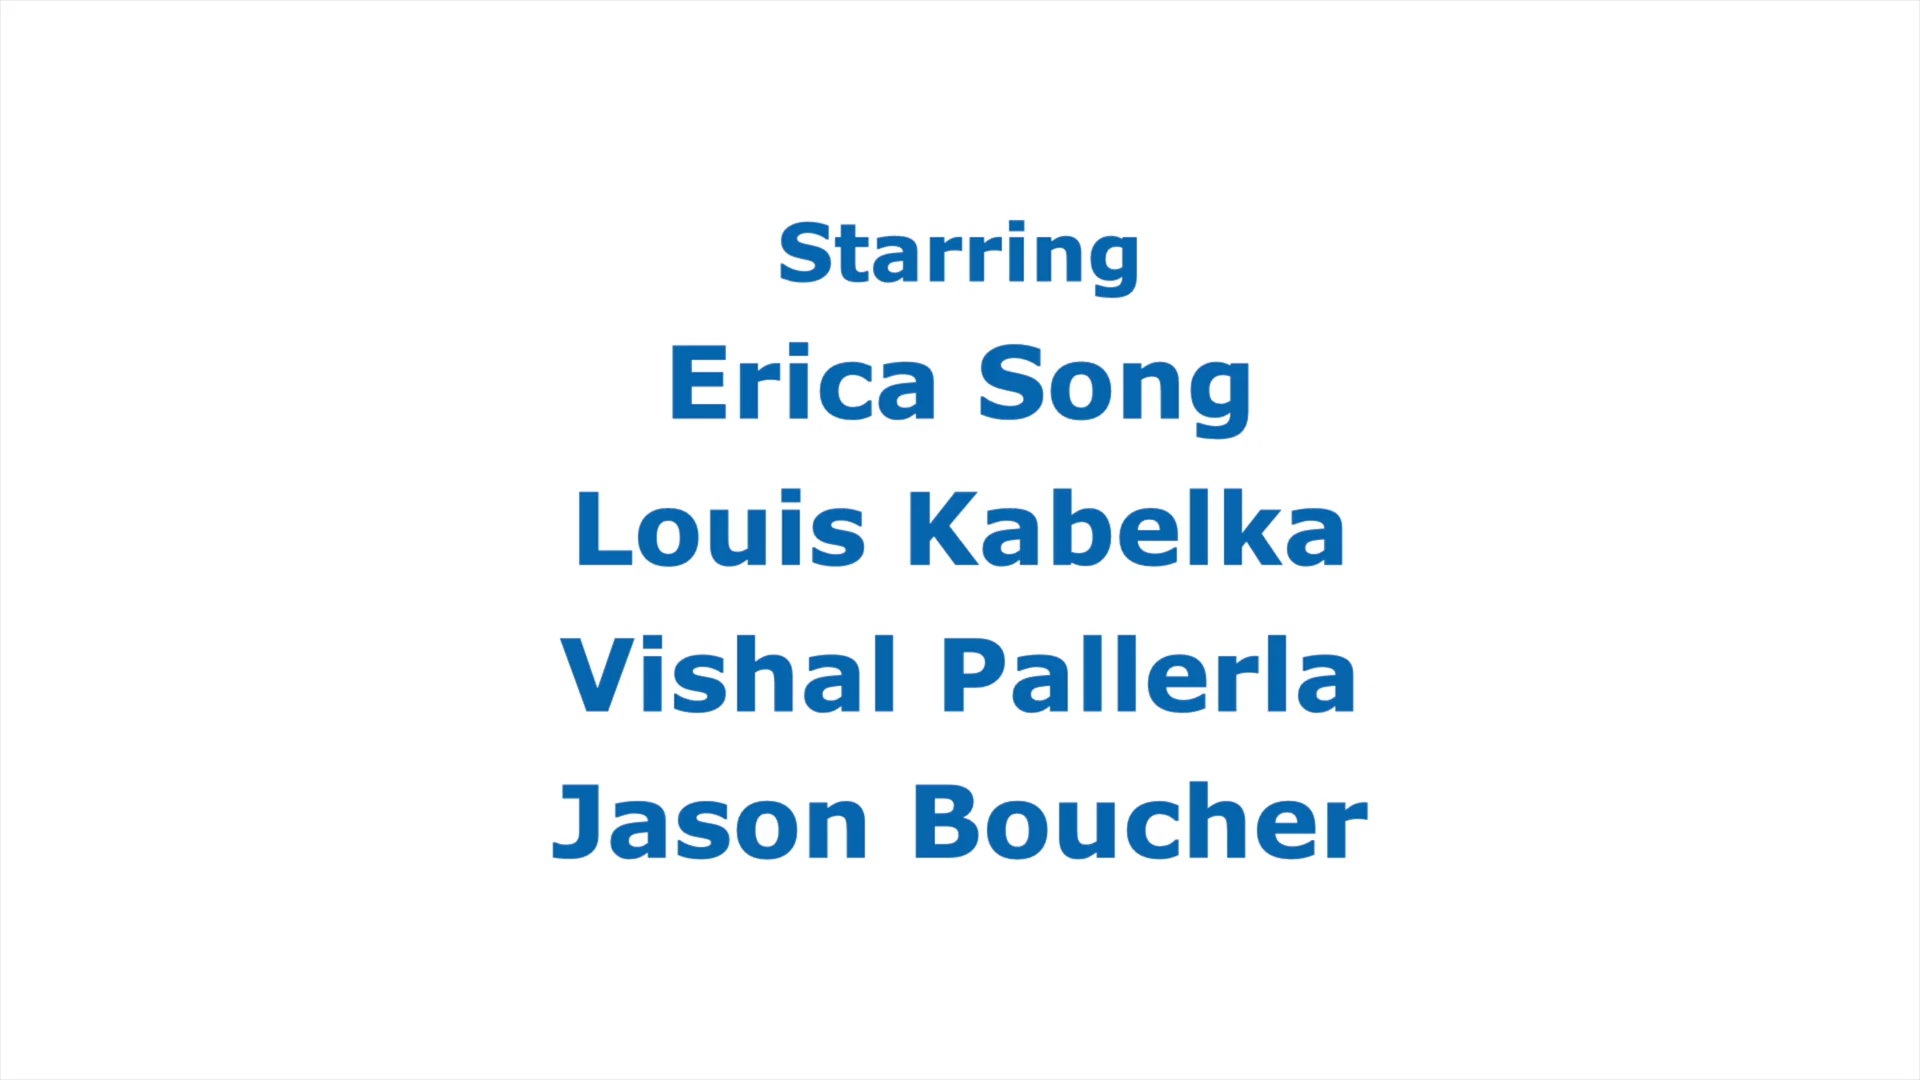 Starring
Erica Song
Louis Kabelka
Vishal Pallerla
Jason Boucher